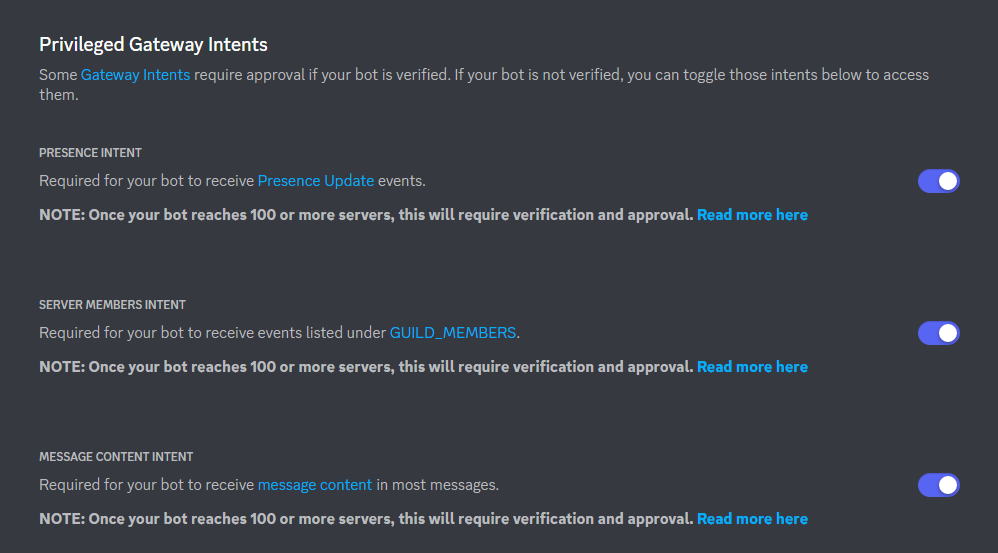 Privileged Gateway Intents
Some Gateway Intents require approval if your bot is verified. If your bot is not verified, you can toggle those intents below to access
them.
PRESENCE INTENT
Required for your bot to receive Presence Update events.
NOTE: Once your bot reaches 100 or more servers, this will require verification and approval. Read more here
SERVER MEMBERS INTENT
Required for your bot to receive events listed under GUILD_MEMBERS.
NOTE: Once your bot reaches 100 or more servers, this will require verification and approval. Read more here
MESSAGE CONTENT INTENT
Required for your bot to receive message content in most messages.
NOTE: Once your bot reaches 100 or more servers, this will require verification and approval. Read more here